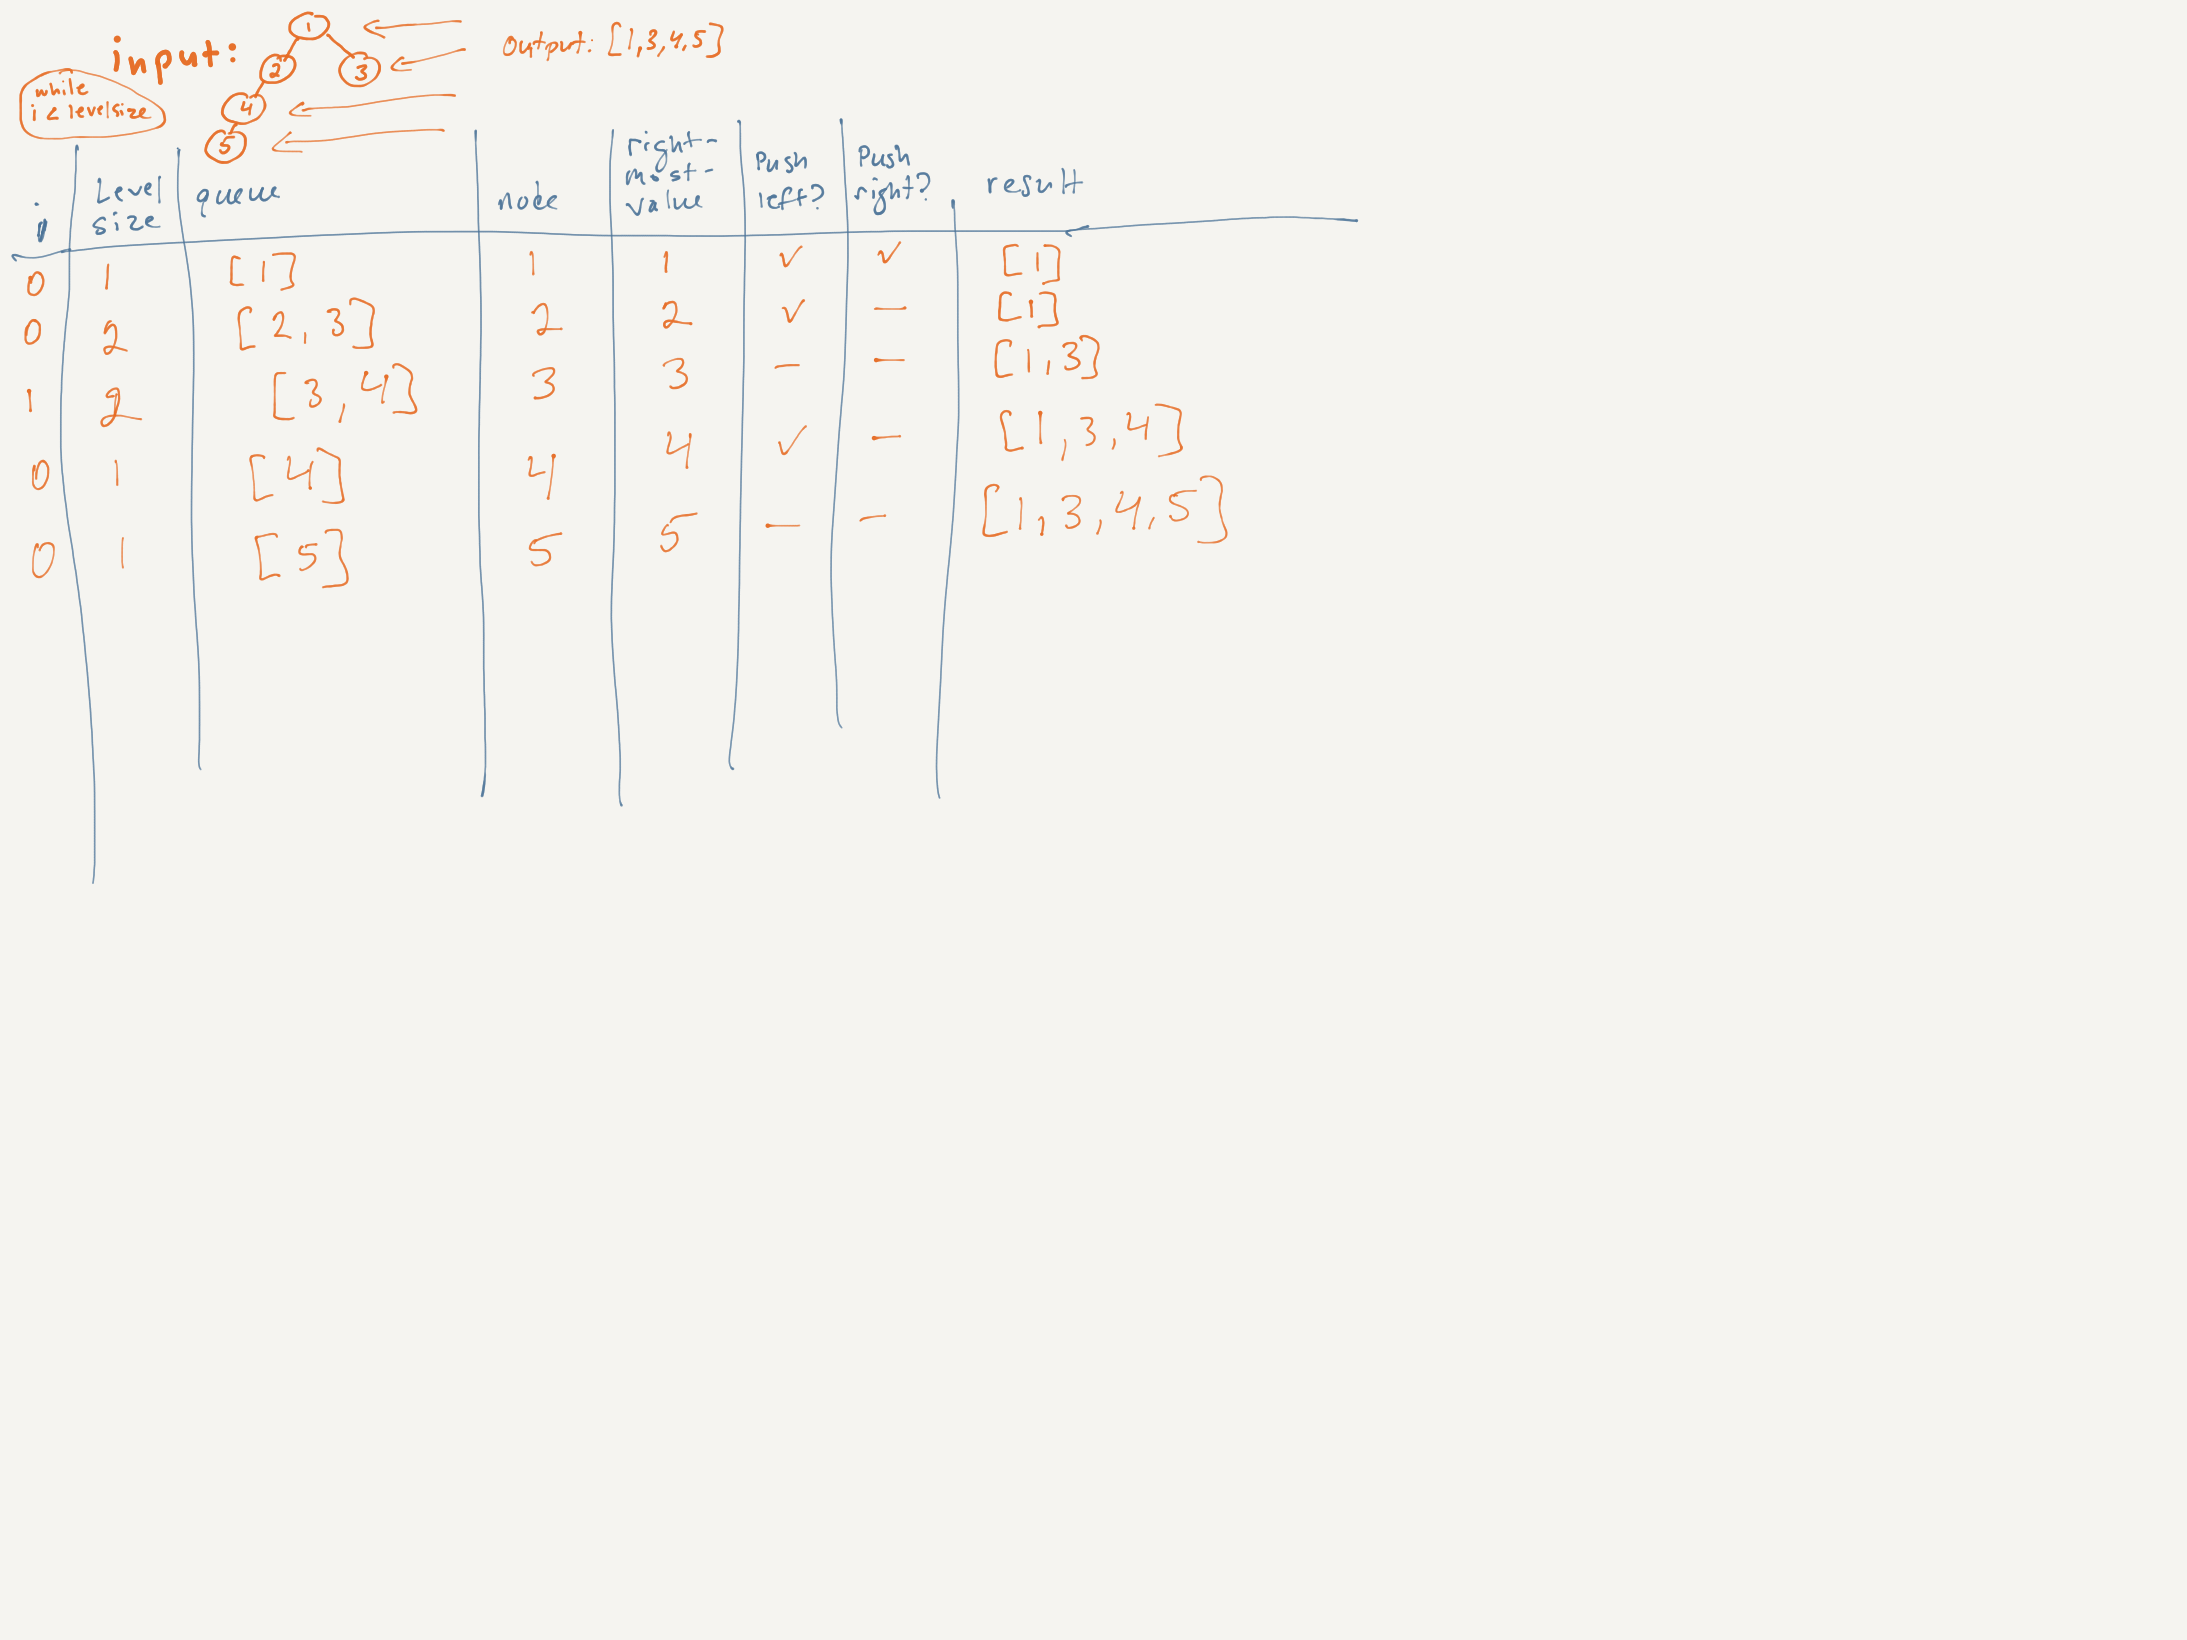 input:
1
2
3
4
5
output: [1,3,4,5]
while
i < levelsize
i
Level
size
queue
node
right-
most-
value
Push
left?
Push
right?
result
0 1 [1] 1 1 ✓ ✓ [1]
0 2 [2,3] 2 2 ✓ – [1]
1 2 [3,4] 3 3 – – [1,3]
0 1 [4] 4 4 ✓ – [1,3,4]
0 1 [5] 5 5 – – [1,3,4,5]